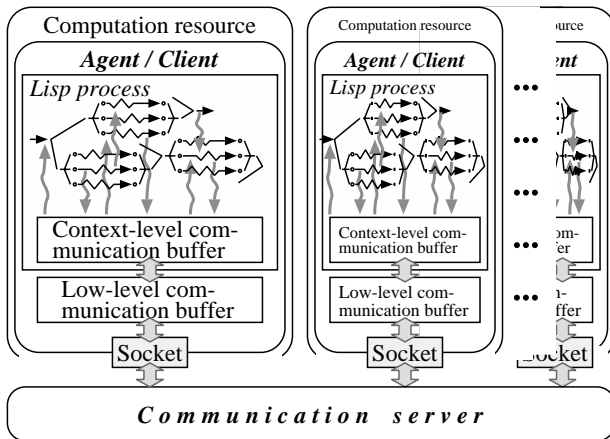 Computation resource
Agent / Client
Lisp process
Context-level com-
munication buffer
Low-level com-
munication buffer
Socket
Computation resource
Agent / Client
Lisp process
Context-level com-
munication buffer
Low-level com-
munication buffer
Socket
resource
Communication server